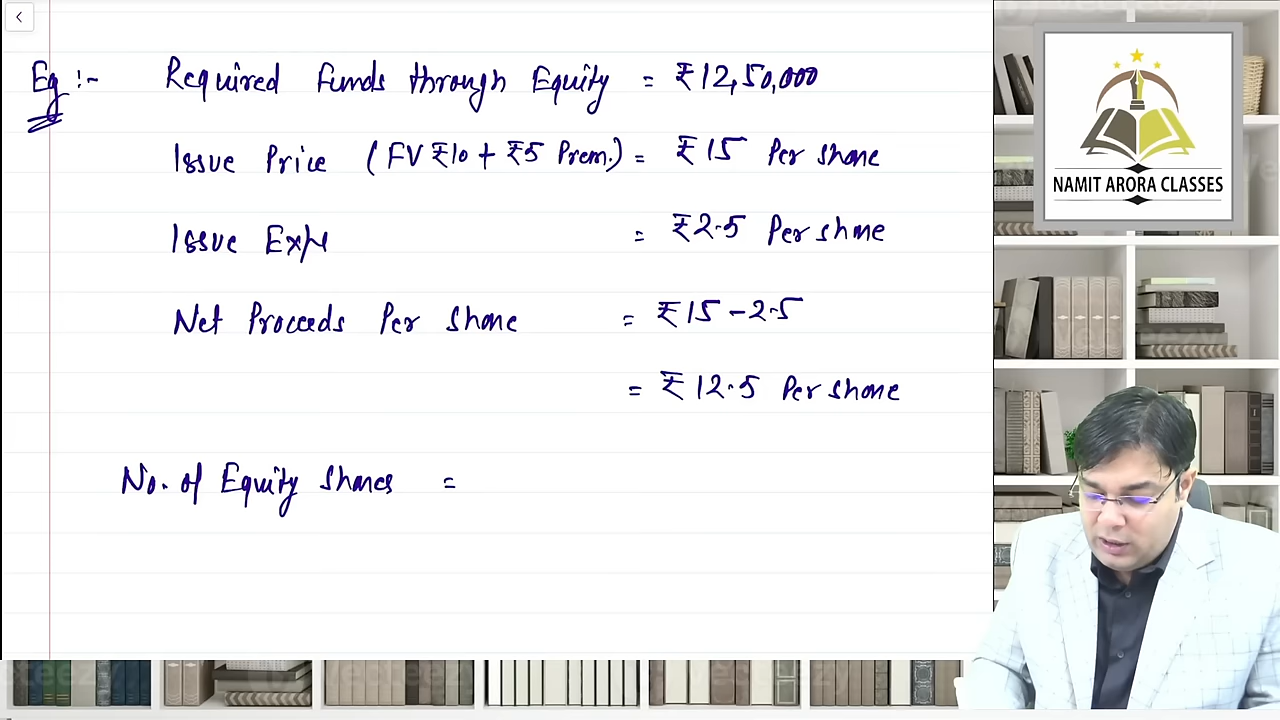 Eg :- Required Funds through Equity = ₹12,50,000
Issue Price (FV ₹10 + ₹5 Prem.) = ₹15 Per share
Issue Exp = ₹2.5 Per share
Net Proceeds Per share = ₹15 - 2.5
= ₹12.5 Per share
No. of Equity shares =
NAMIT ARORA CLASSES